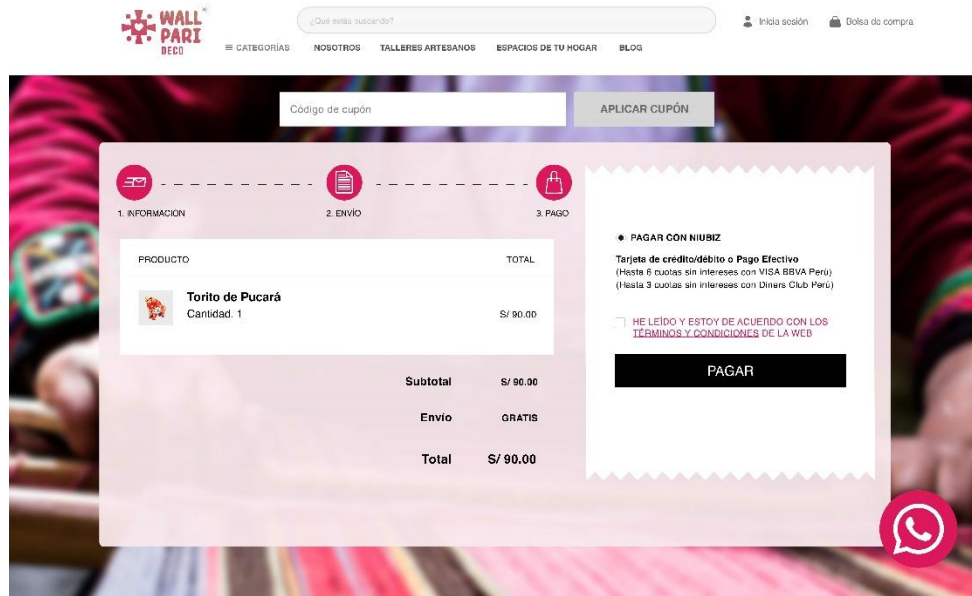 WALL
PARI
DECO
¿Qué estás buscando?
Inicia sesión
Bolsa de compra
≡ CATEGORÍAS
NOSOTROS
TALLERES ARTESANOS
ESPACIOS DE TU HOGAR
BLOG
Código de cupón
APLICAR CUPÓN
1. INFORMACIÓN
2. ENVÍO
3. PAGO
PRODUCTO TOTAL
Torito de Pucará
Cantidad. 1
S/ 90.00
Subtotal S/ 90.00
Envío GRATIS
Total S/ 90.00
PAGAR CON NIUBIZ
Tarjeta de crédito/débito o Pago Efectivo
(Hasta 6 cuotas sin intereses con VISA BBVA Perú)
(Hasta 3 cuotas sin intereses con Diners Club Perú)
HE LEÍDO Y ESTOY DE ACUERDO CON LOS
TÉRMINOS Y CONDICIONES DE LA WEB
PAGAR